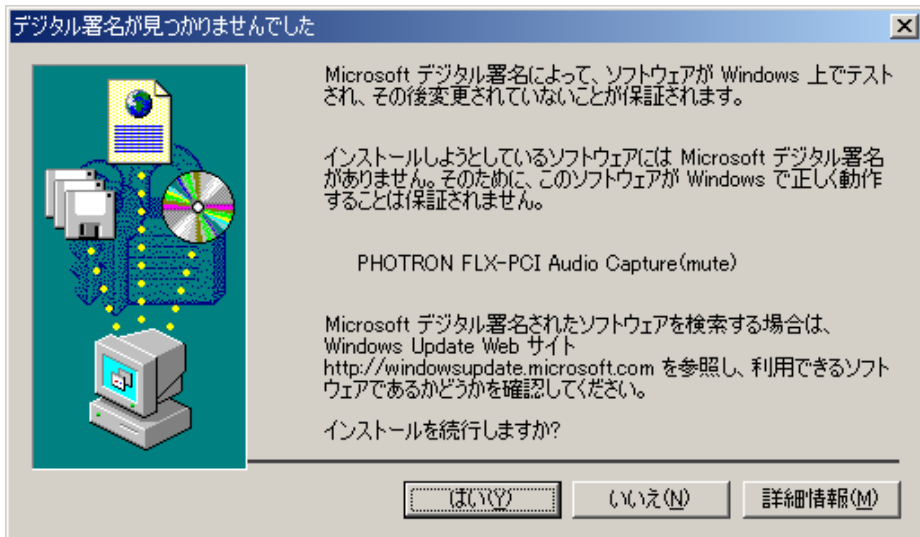 デジタル署名が見つかりませんでした
Microsoft デジタル署名によって、ソフトウェアが Windows 上でテスト
され、その後変更されていないことが保証されます。
インストールしようとしているソフトウェアには Microsoft デジタル署名
がありません。そのために、このソフトウェアが Windows で正しく動作
することは保証されません。
PHOTRON FLX-PCI Audio Capture(mute)
Microsoft デジタル署名されたソフトウェアを検索する場合は、
Windows Update Web サイト
http://windowsupdate.microsoft.com を参照し、利用できるソフト
ウェアであるかどうかを確認してください。
インストールを続行しますか?
はい(Y)
いいえ(N)
詳細情報(M)